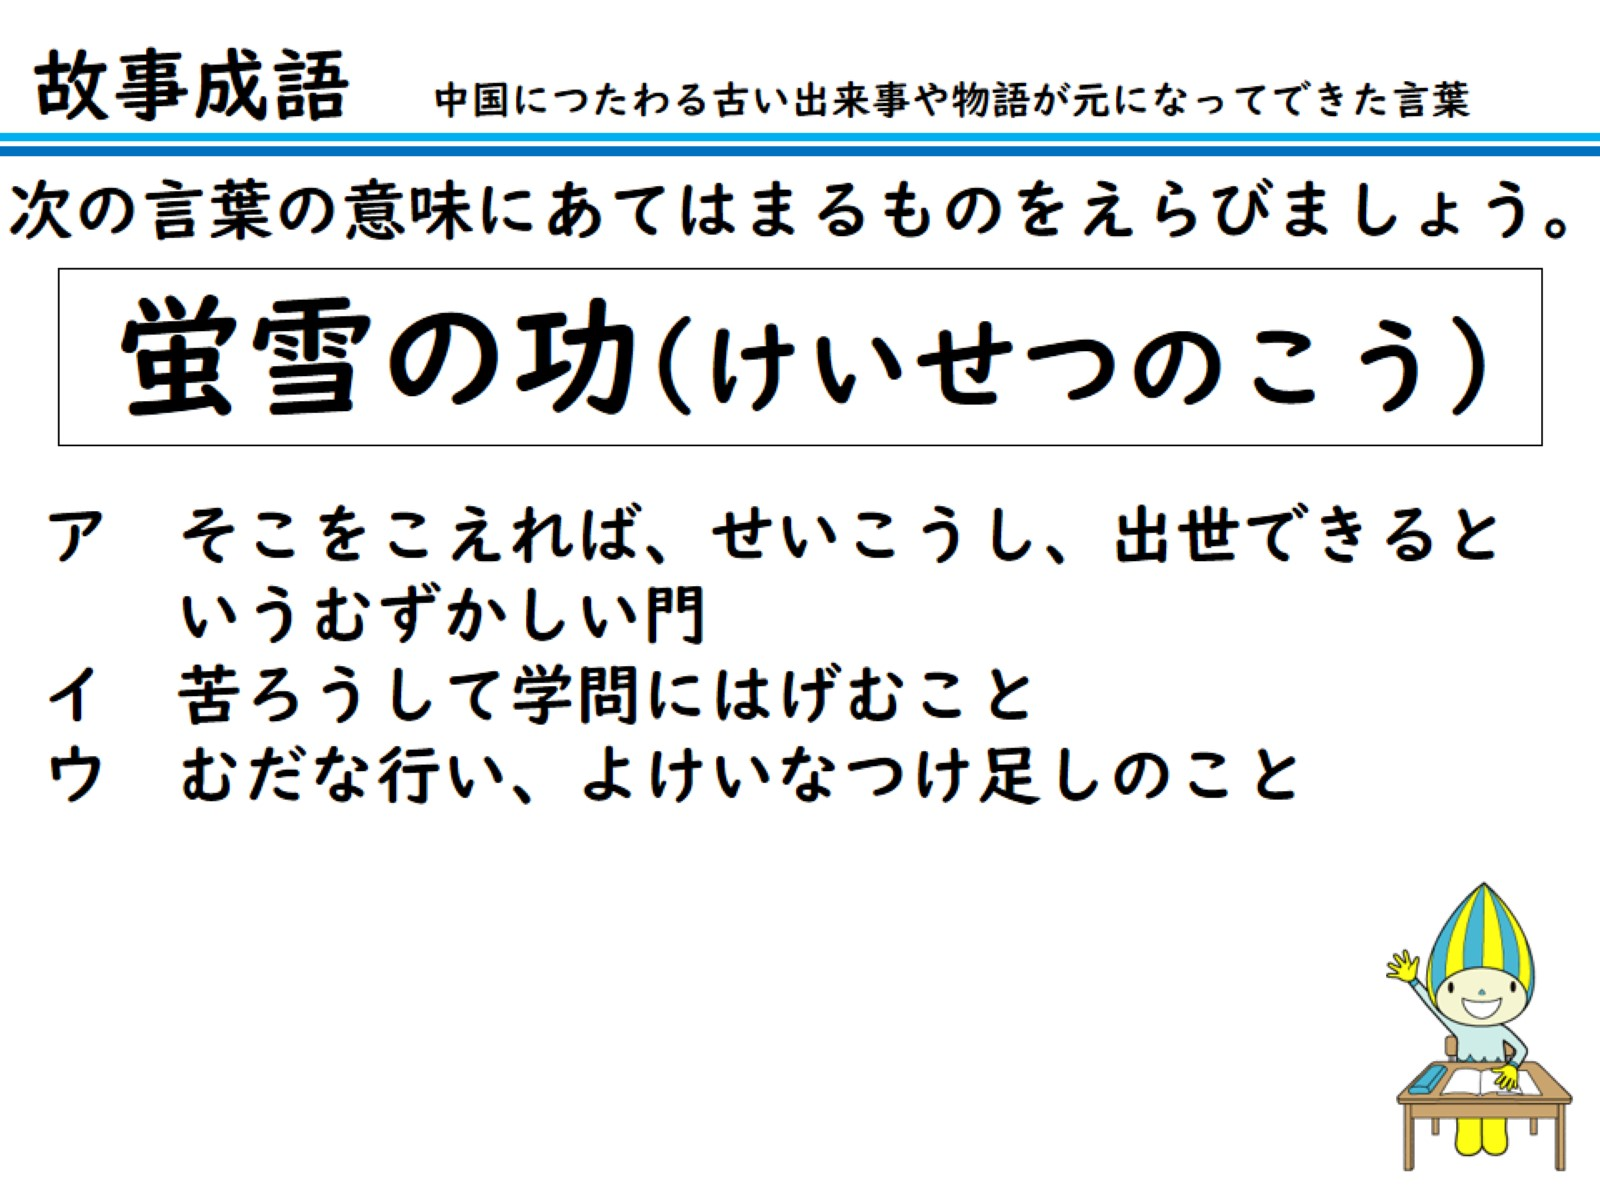 故事成語 中国につたわる古い出来事や物語が元になってできた言葉
次の言葉の意味にあてはまるものをえらびましょう。
蛍雪の功(けいせつのこう)
ア そこをこえれば、せいこうし、出世できると
いうむずかしい門
イ 苦ろうして学問にはげむこと
ウ むだな行い、よけいなつけ足しのこと